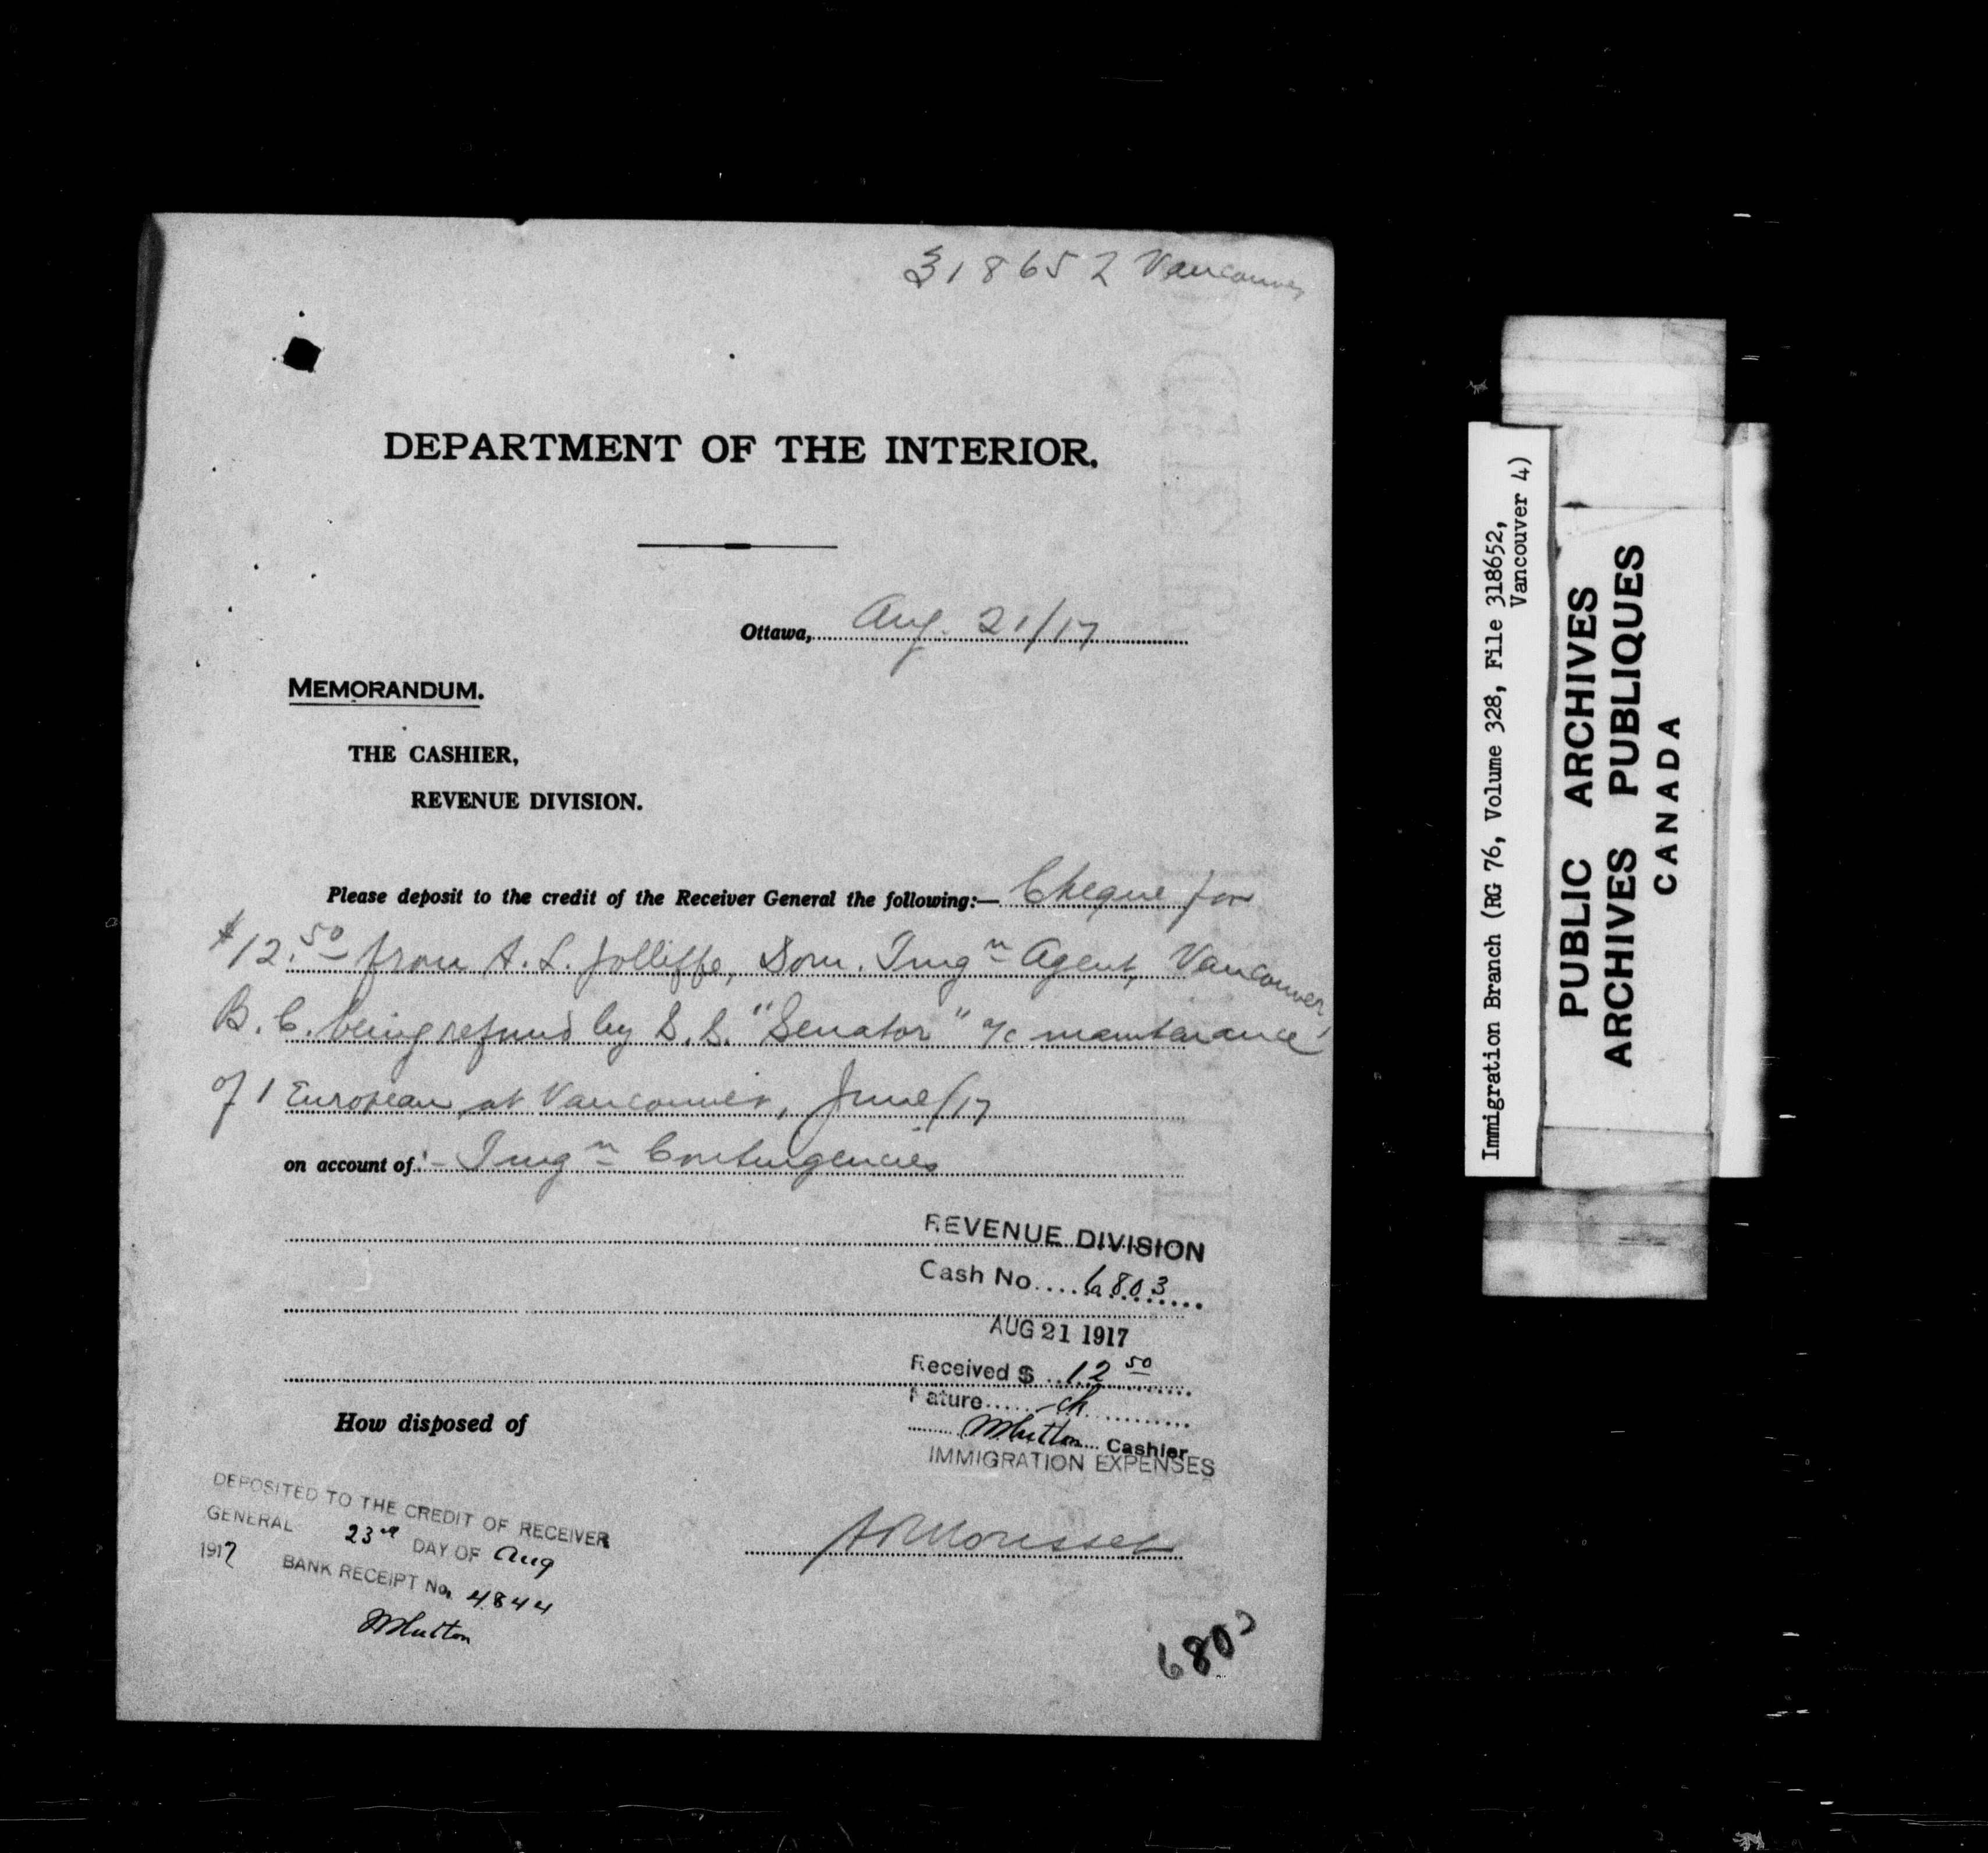 318652 Vancouver
DEPARTMENT OF THE INTERIOR.
Ottawa, Aug. 21/17
MEMORANDUM.
THE CASHIER,
REVENUE DIVISION.
Please deposit to the credit of the Receiver General the following:— Cheque for
$12.50 from A. L. Jolliffe, Dom. Imgn Agent, Vancouver,
B. C. being refund by S. S. "Senator" a/c maintenance
of 1 European at Vancouver, June/17
on account of:- Imgn Contingencies
REVENUE DIVISION
Cash No....6803
AUG 21 1917
Received $ 12 50
Nature......ch
MHutton Cashier
IMMIGRATION EXPENSES
How disposed of
DEPOSITED TO THE CREDIT OF RECEIVER
GENERAL 23rd DAY OF Aug
1917 BANK RECEIPT No. 4844
MHutton
6803
Immigration Branch (RG 76, Volume 328, File 318652,
Vancouver 4)
PUBLIC ARCHIVES
ARCHIVES PUBLIQUES
CANADA